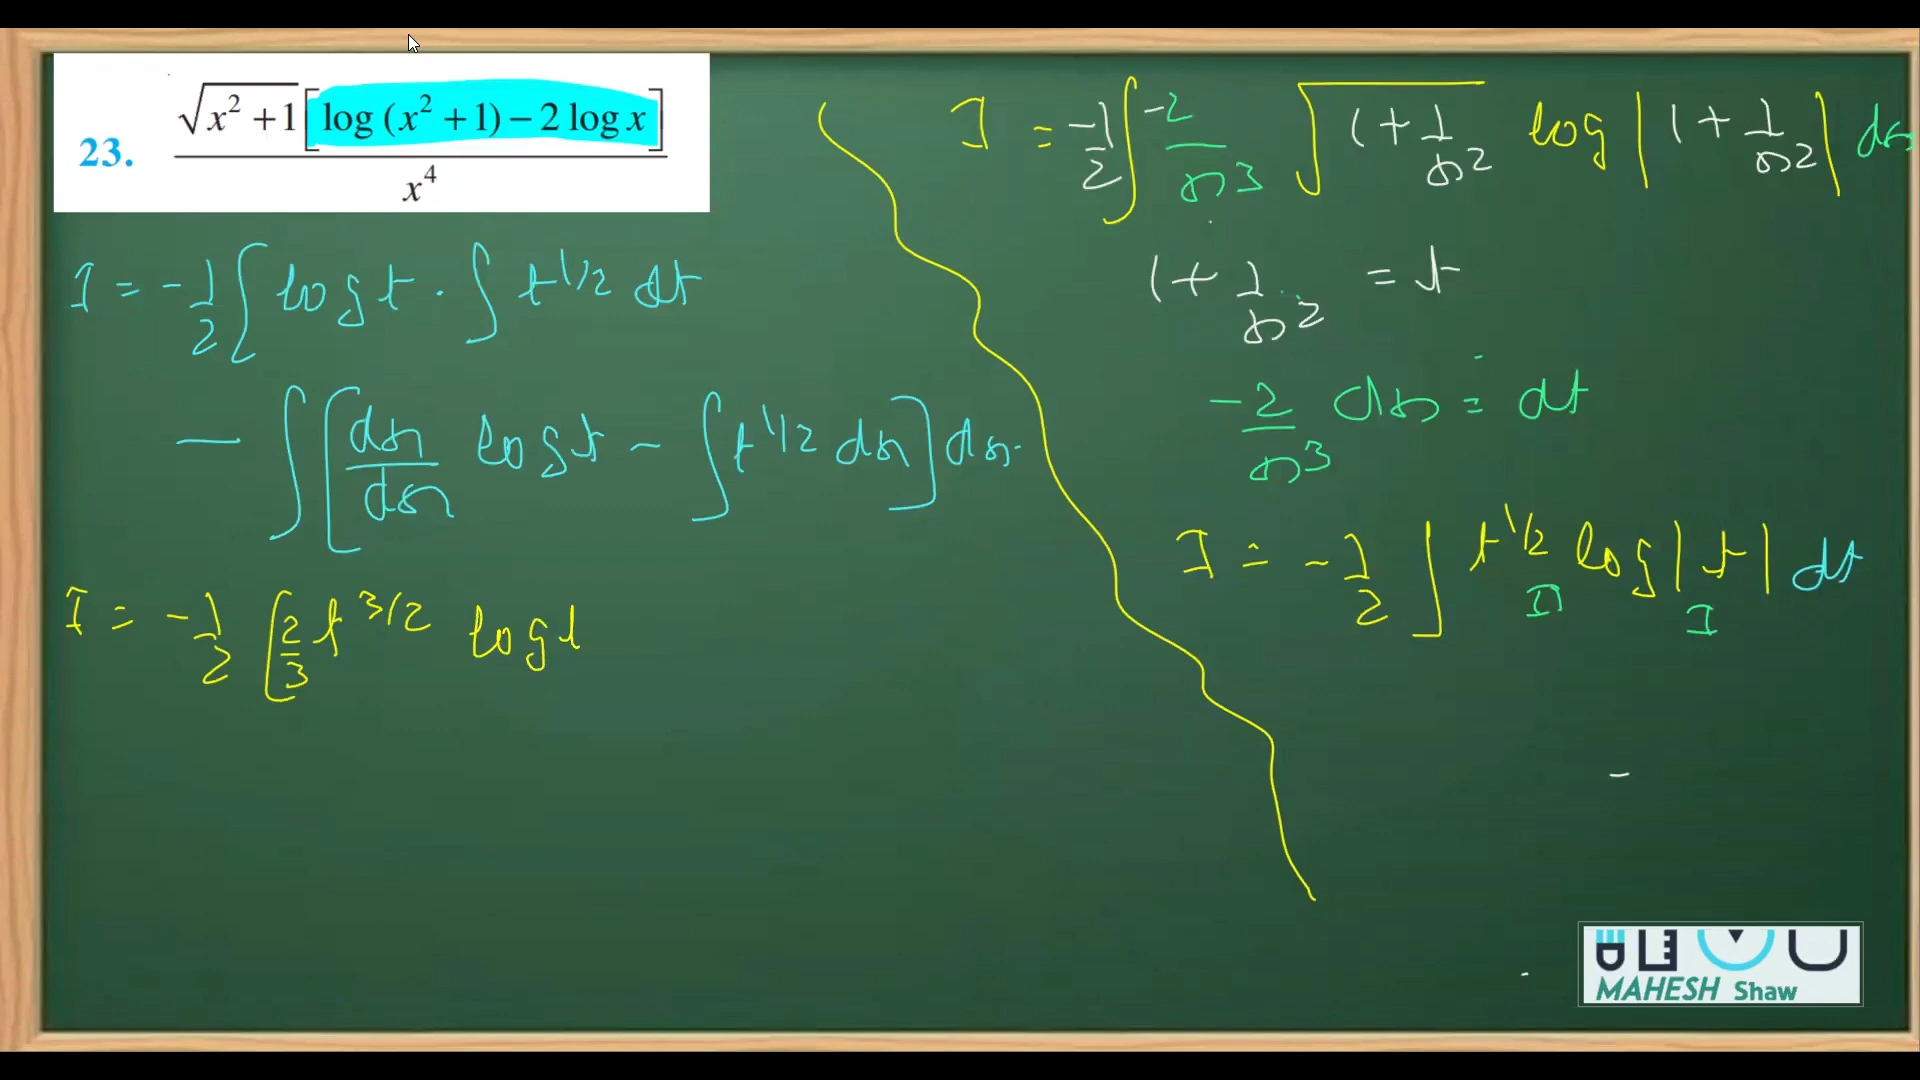 23. √x² + 1 [log (x² + 1) − 2 log x] / x⁴
I = -1/2 ∫ log t · ∫ t^1/2 dt
— ∫ [dx/dx log t - ∫ t^1/2 dx] dx.
I = -1/2 [2/3 t^3/2 log t
I = -1/2 ∫ -2/x³ √1 + 1/x² log |1 + 1/x²| dx
1 + 1/x² = t
-2/x³ dx = dt
I = -1/2 ∫ t^1/2 log |t| dt
II I
MAHESH Shaw